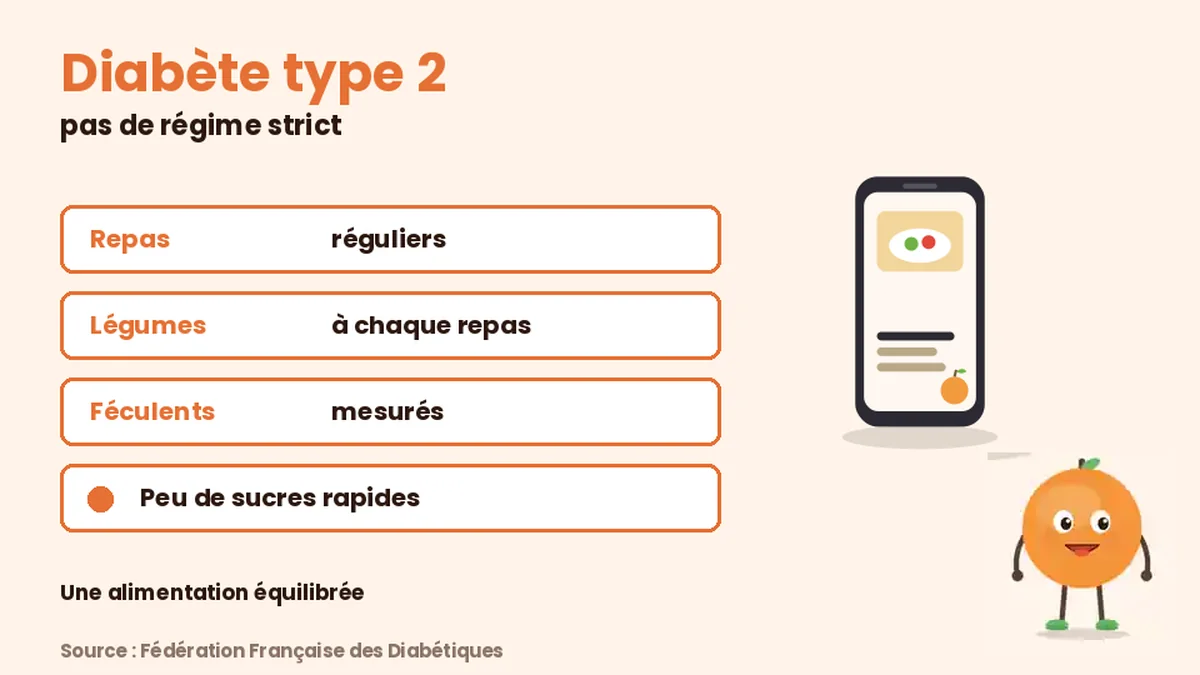 Diabète type 2
pas de régime strict
Repas réguliers
Légumes à chaque repas
Féculents mesurés
Peu de sucres rapides
Une alimentation équilibrée
Source : Fédération Française des Diabétiques